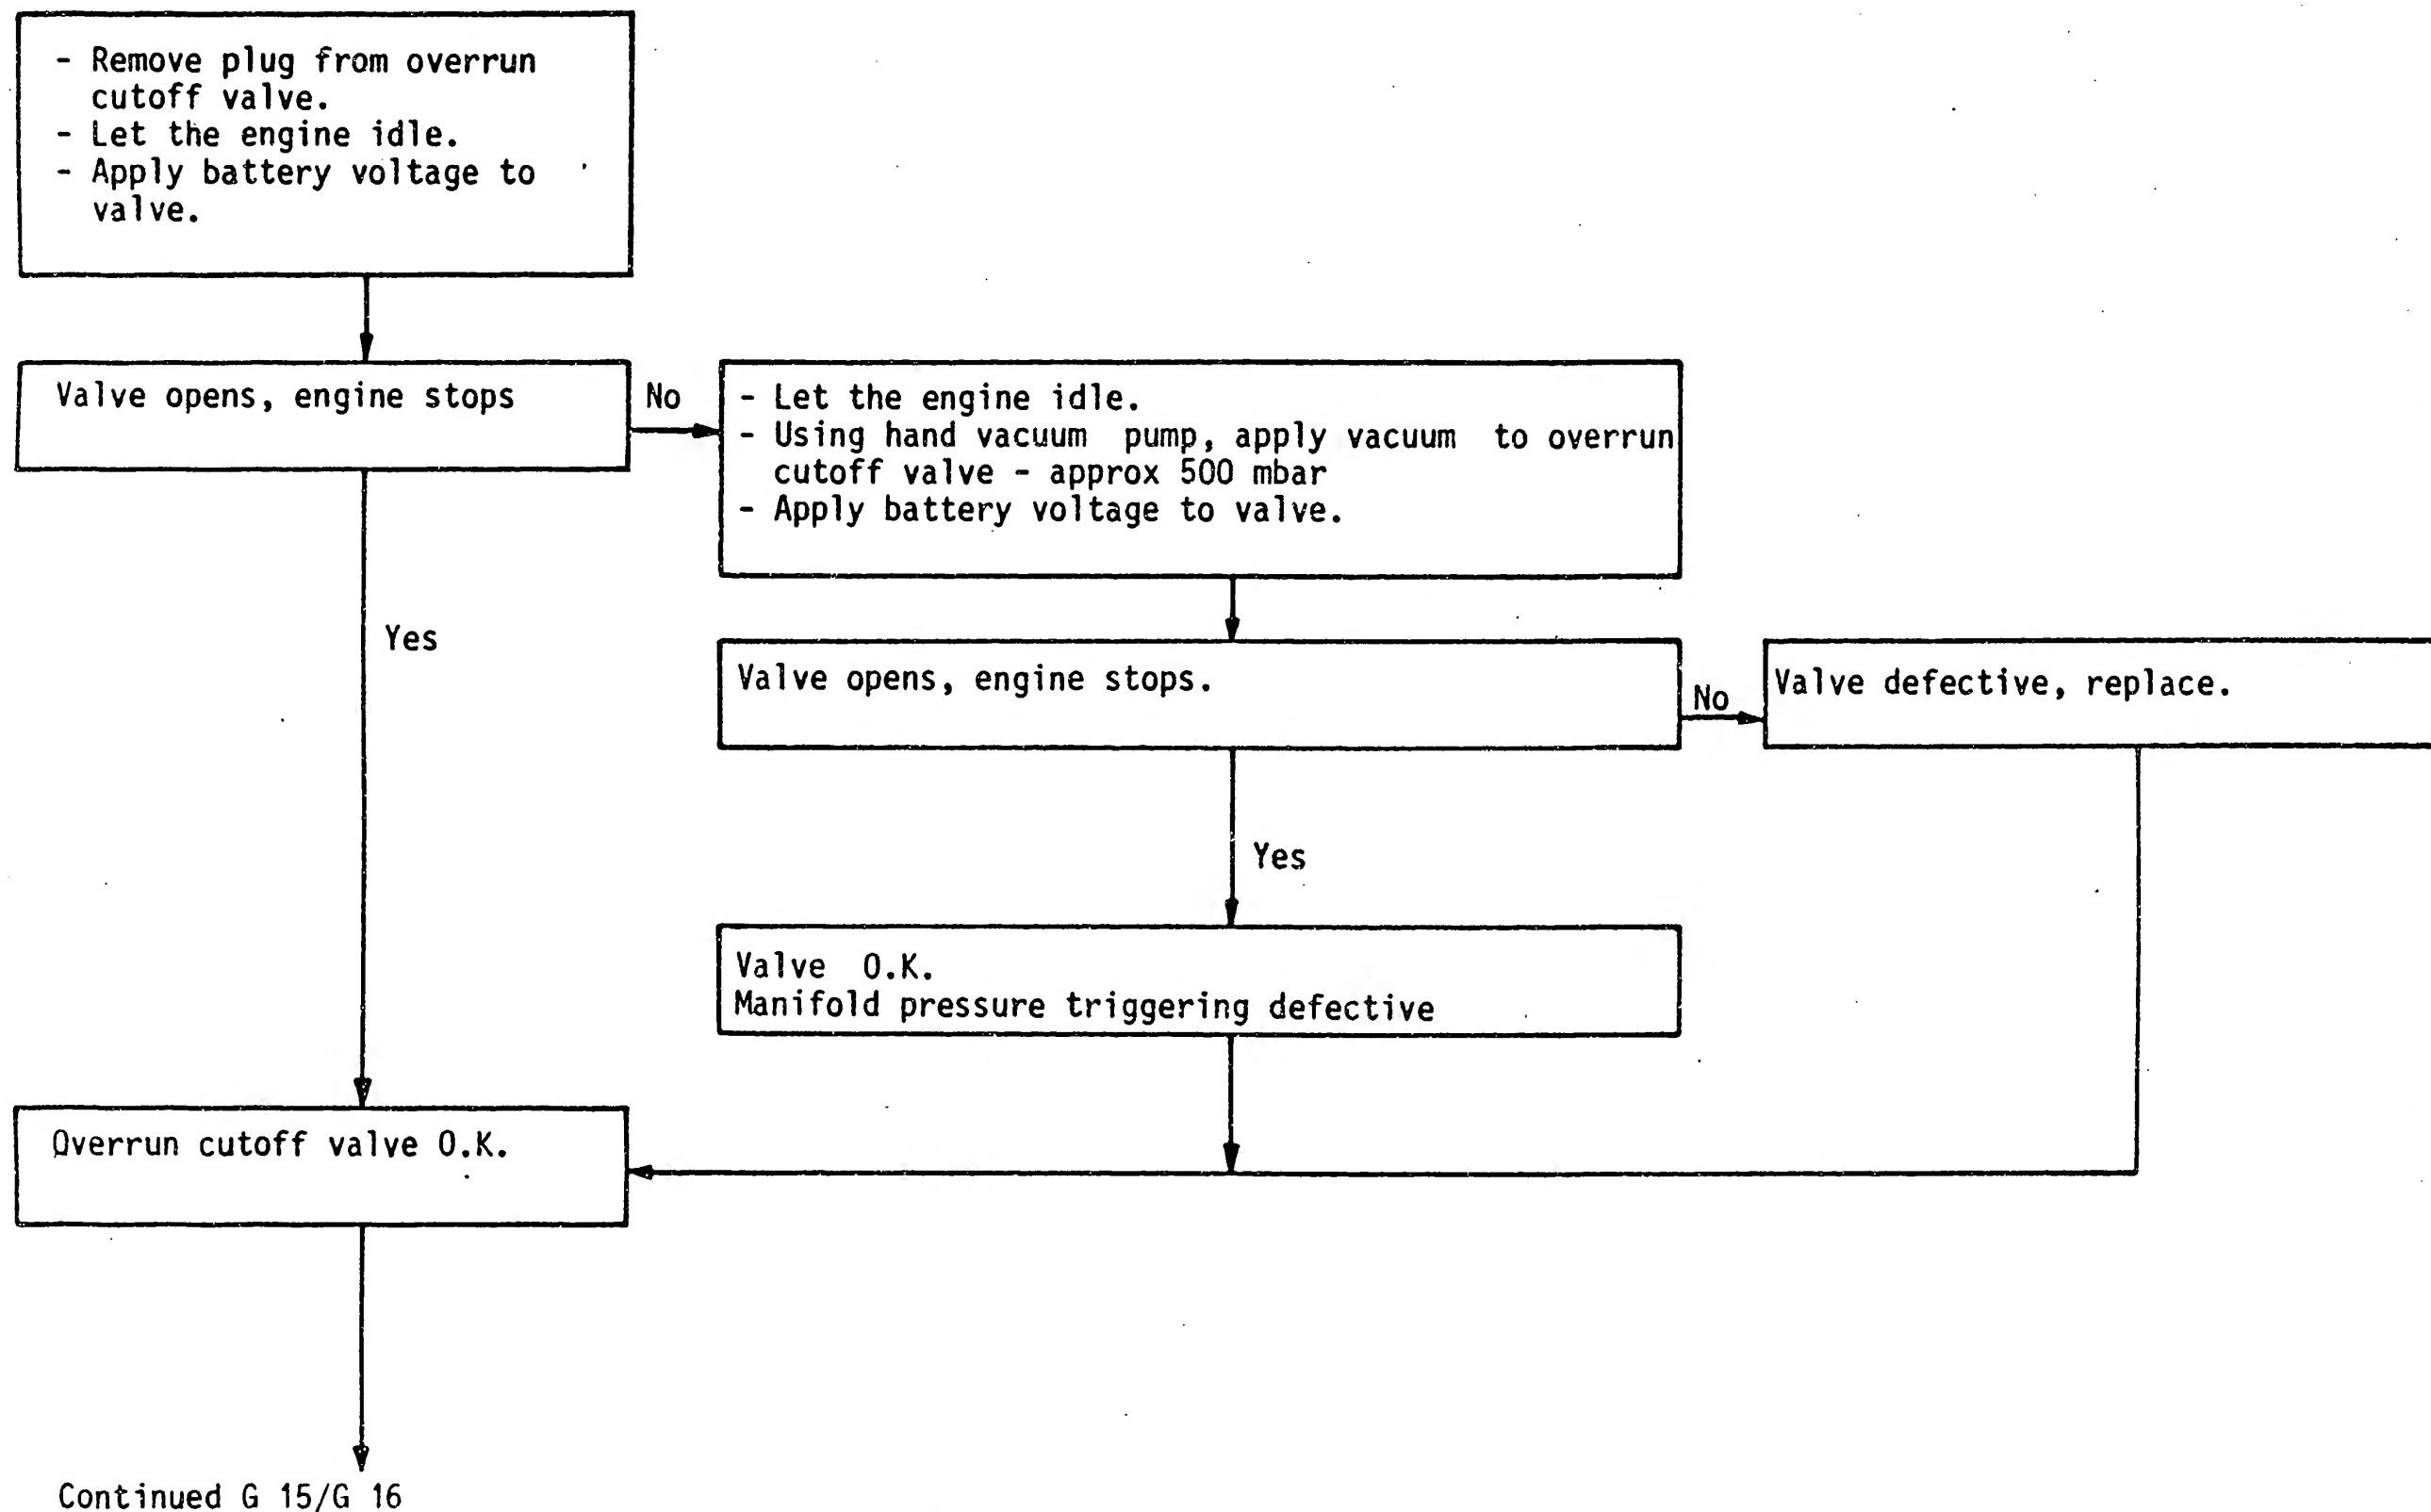 - Remove plug from overrun
cutoff valve.
- Let the engine idle.
- Apply battery voltage to
valve.
Valve opens, engine stops
No
- Let the engine idle.
- Using hand vacuum pump, apply vacuum to overrun
cutoff valve - approx 500 mbar
- Apply battery voltage to valve.
Yes
Valve opens, engine stops.
No
Valve defective, replace.
Yes
Valve O.K.
Manifold pressure triggering defective
Overrun cutoff valve O.K.
Continued G 15/G 16